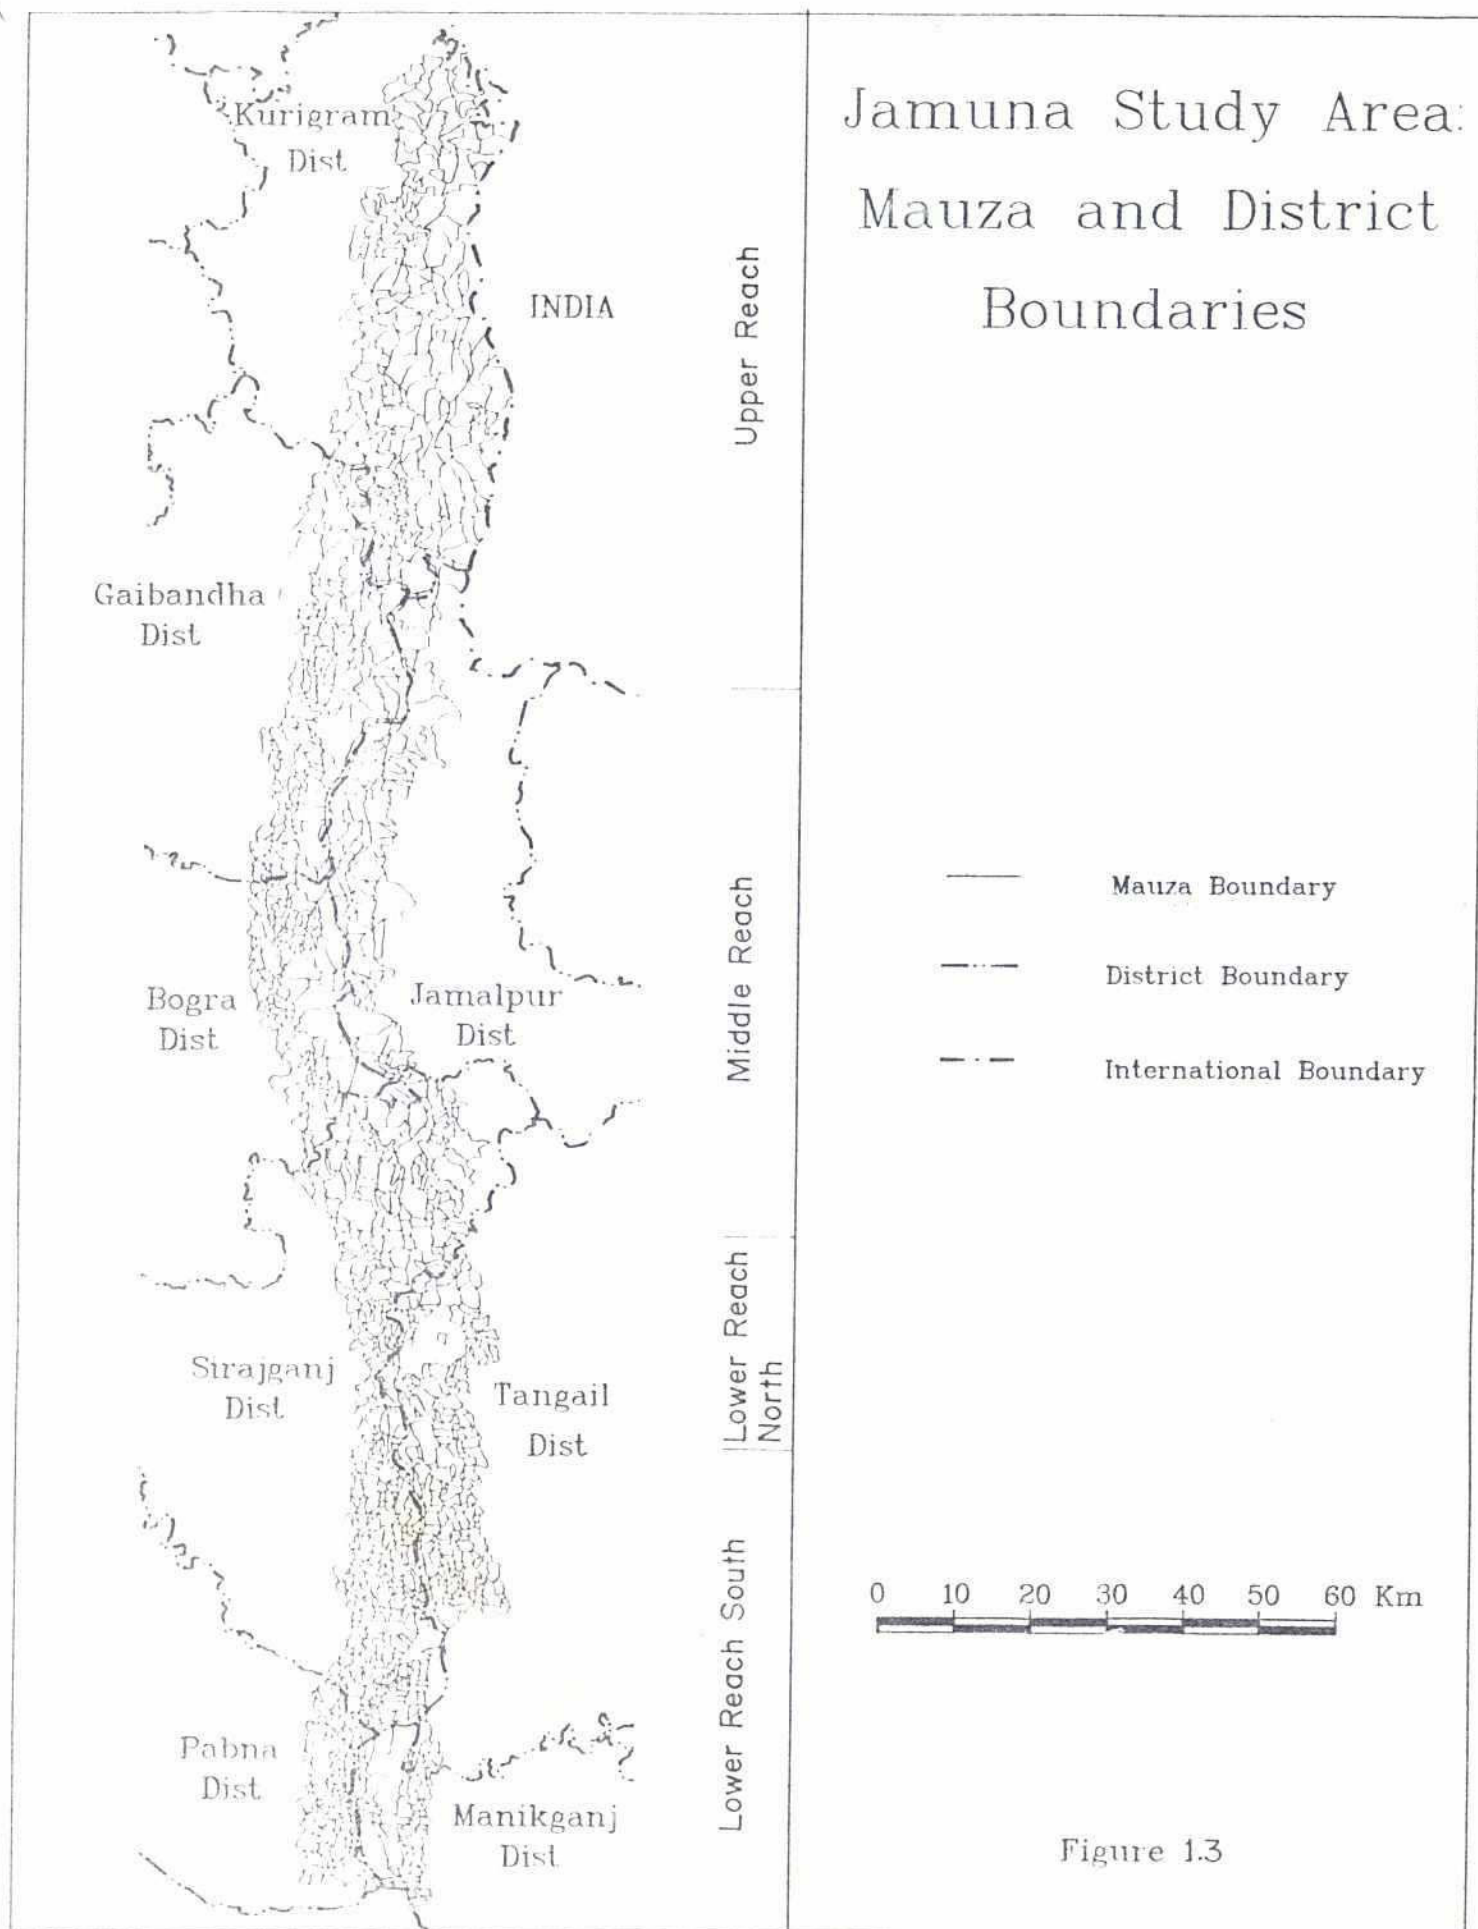 Jamuna Study Area:
Mauza and District
Boundaries
Kurigram
Dist
INDIA
Upper Reach
Gaibandha
Dist
Middle Reach
Bogra
Dist
Jamalpur
Dist
Lower Reach
North
Sirajganj
Dist
Tangail
Dist
Lower Reach South
Pabna
Dist
Manikganj
Dist
Mauza Boundary
District Boundary
International Boundary
0 10 20 30 40 50 60 Km
Figure 1.3